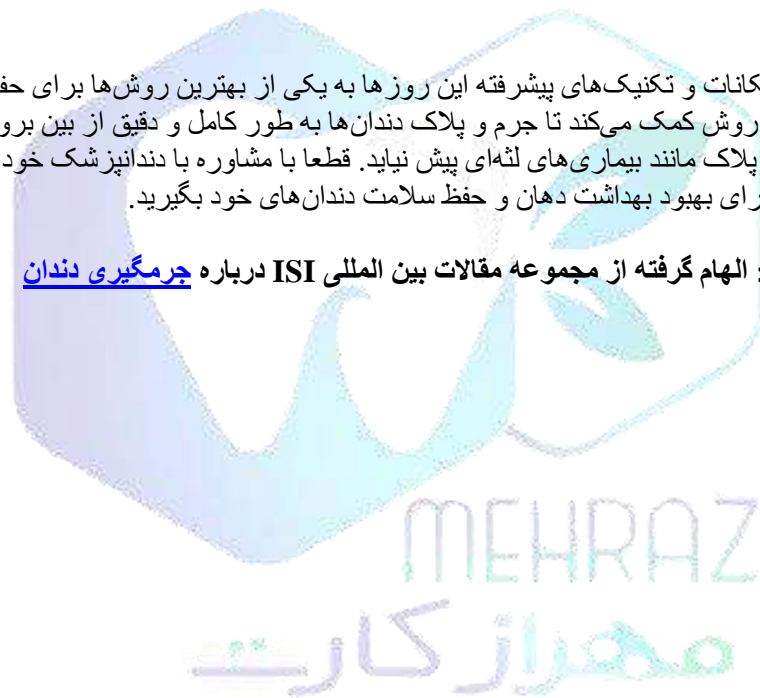 کانات و تکنیک‌های پیشرفته این روزها به یکی از بهترین روش‌ها برای حف
روش کمک می‌کند تا جرم و پلاک دندان‌ها به طور کامل و دقیق از بین برو
پلاک مانند بیماری‌های لثه‌ای پیش نیاید. قطعا با مشاوره با دندانپزشک خود
رای بهبود بهداشت دهان و حفظ سلامت دندان‌های خود بگیرید.
: الهام گرفته از مجموعه مقالات بین المللی ISI درباره جرمگیری دندان
MEHRAZ
مهراز کارت